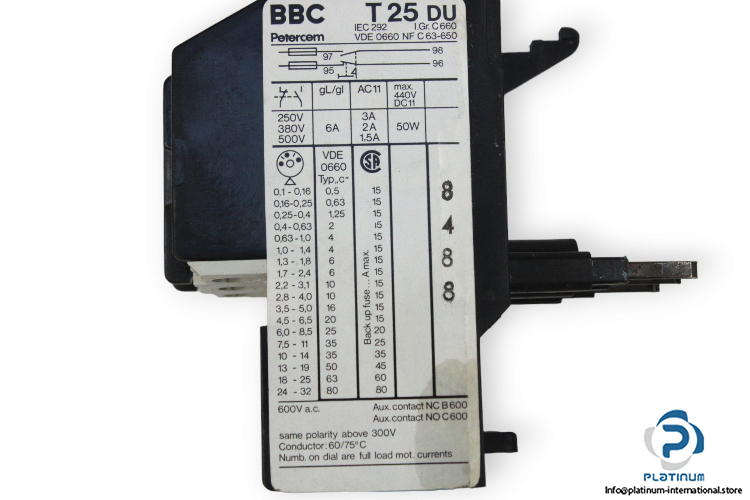 BBC T 25 DU
Petercem IEC 292 I.Gr. C 660
VDE 0660 NF C 63-650
97 98
95 96
gL/gl AC 11 max. 440V DC 11
250V 3A
380V 6A 2A 50W
500V 1,5A
VDE 0660 Typ„c" CSA
0,1 - 0,16 0,5 15
0,16-0,25 0,63 15
0,25-0,4 1,25 15
0,4-0,63 2 15
0,63-1,0 4 15
1,0 - 1,4 4 15
1,3 - 1,8 6 15
1,7 - 2,4 6 15
2,2 - 3,1 10 15
2,8 - 4,0 10 15
3,5 - 5,0 16 15
4,5 - 6,5 20 15
6,0 - 8,5 25 20
7,5 - 11 35 25
10 - 14 35 35
13 - 19 50 45
18 - 25 63 60
24 - 32 80 80
Back up fuse... A max.
8488
600V a.c. Aux. contact NC B 600
Aux. contact NO C 600
same polarity above 300V
Conductor: 60/75°C
Numb. on dial are full load mot. currents
PLATINUM
Info@platinum-international.store